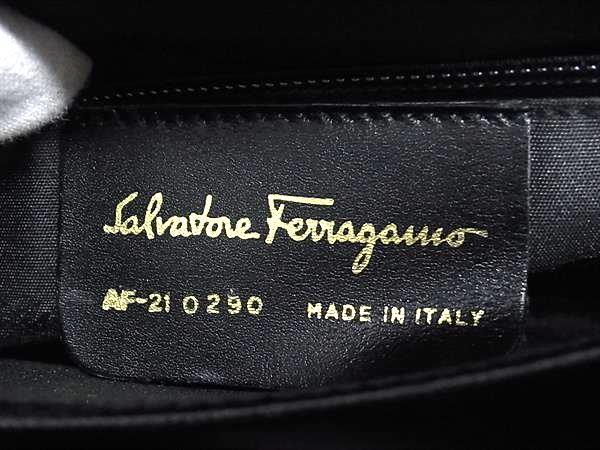 Salvatore Ferragamo
AF-21 0290 MADE IN ITALY